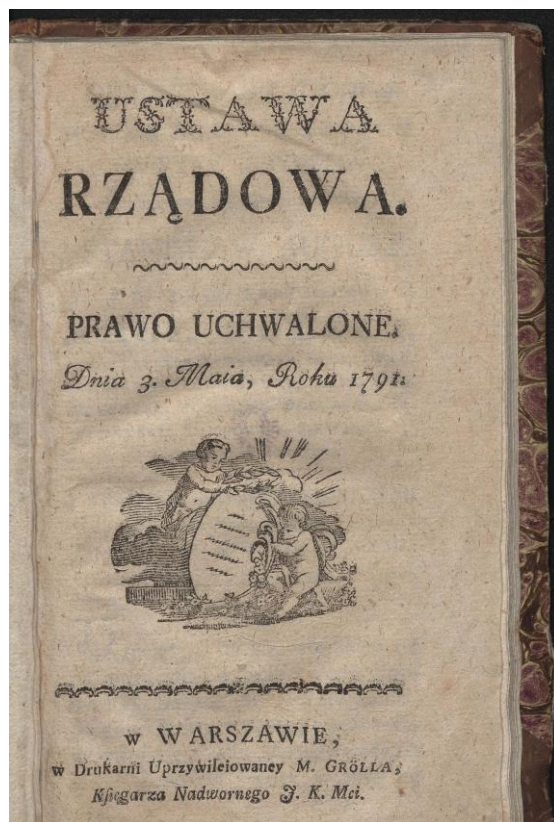 USTAWA
RZĄDOWA.
PRAWO UCHWALONE.
Dnia 3. Maia, Roku 1791.
w WARSZAWIE,
w Drukarni Uprzywileiowaney M. GRÖLLA,
Księgarza Nadwornego J. K. Mci.